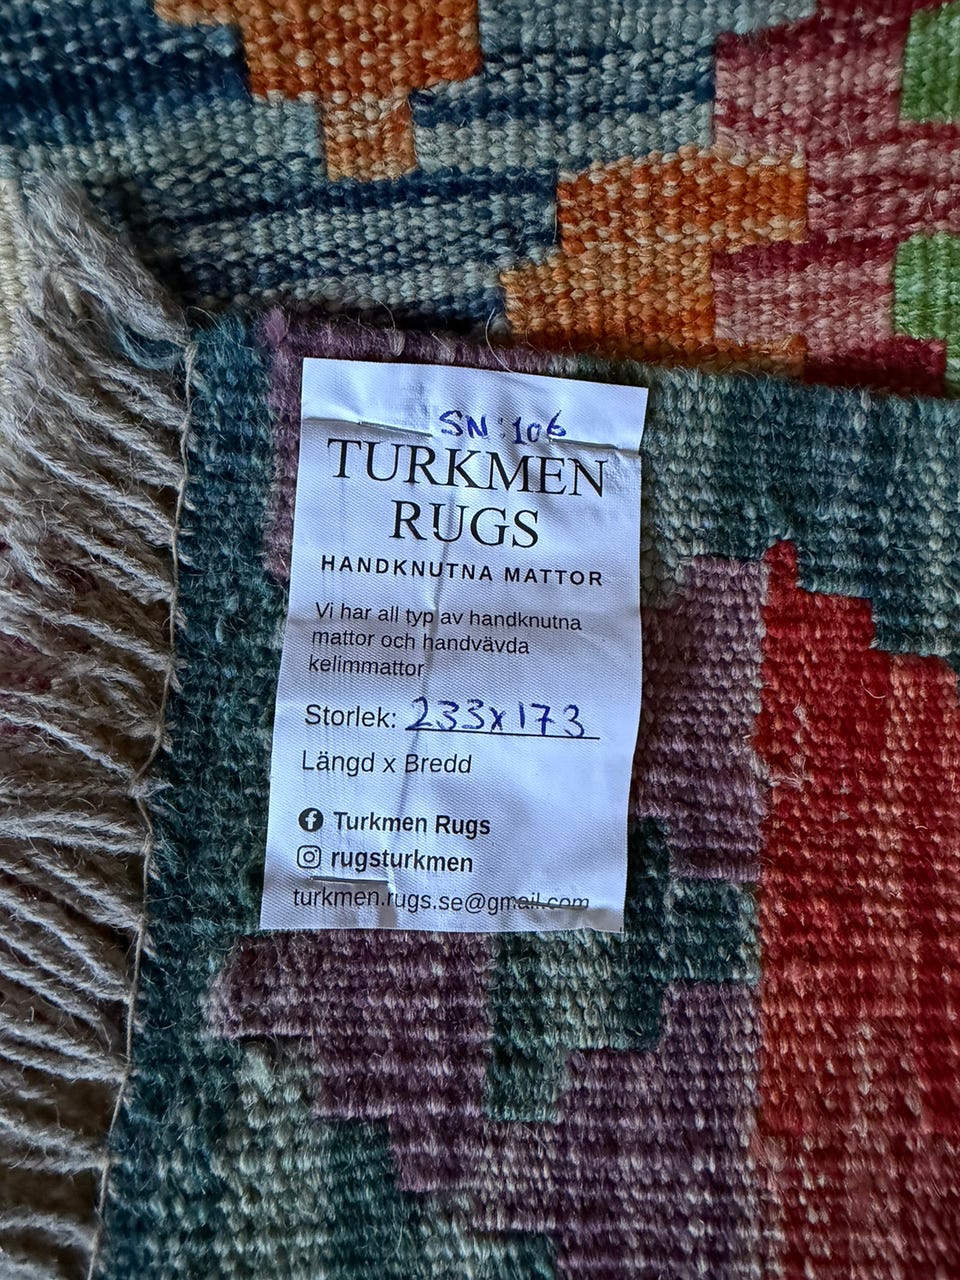 SN: 106
TURKMEN
RUGS
HANDKNUTNA MATTOR
Vi har all typ av handknutna
mattor och handvävda
kelimmattor
Storlek: 233x173
Längd x Bredd
Turkmen Rugs
rugsturkmen
turkmen.rugs.se@gmail.com